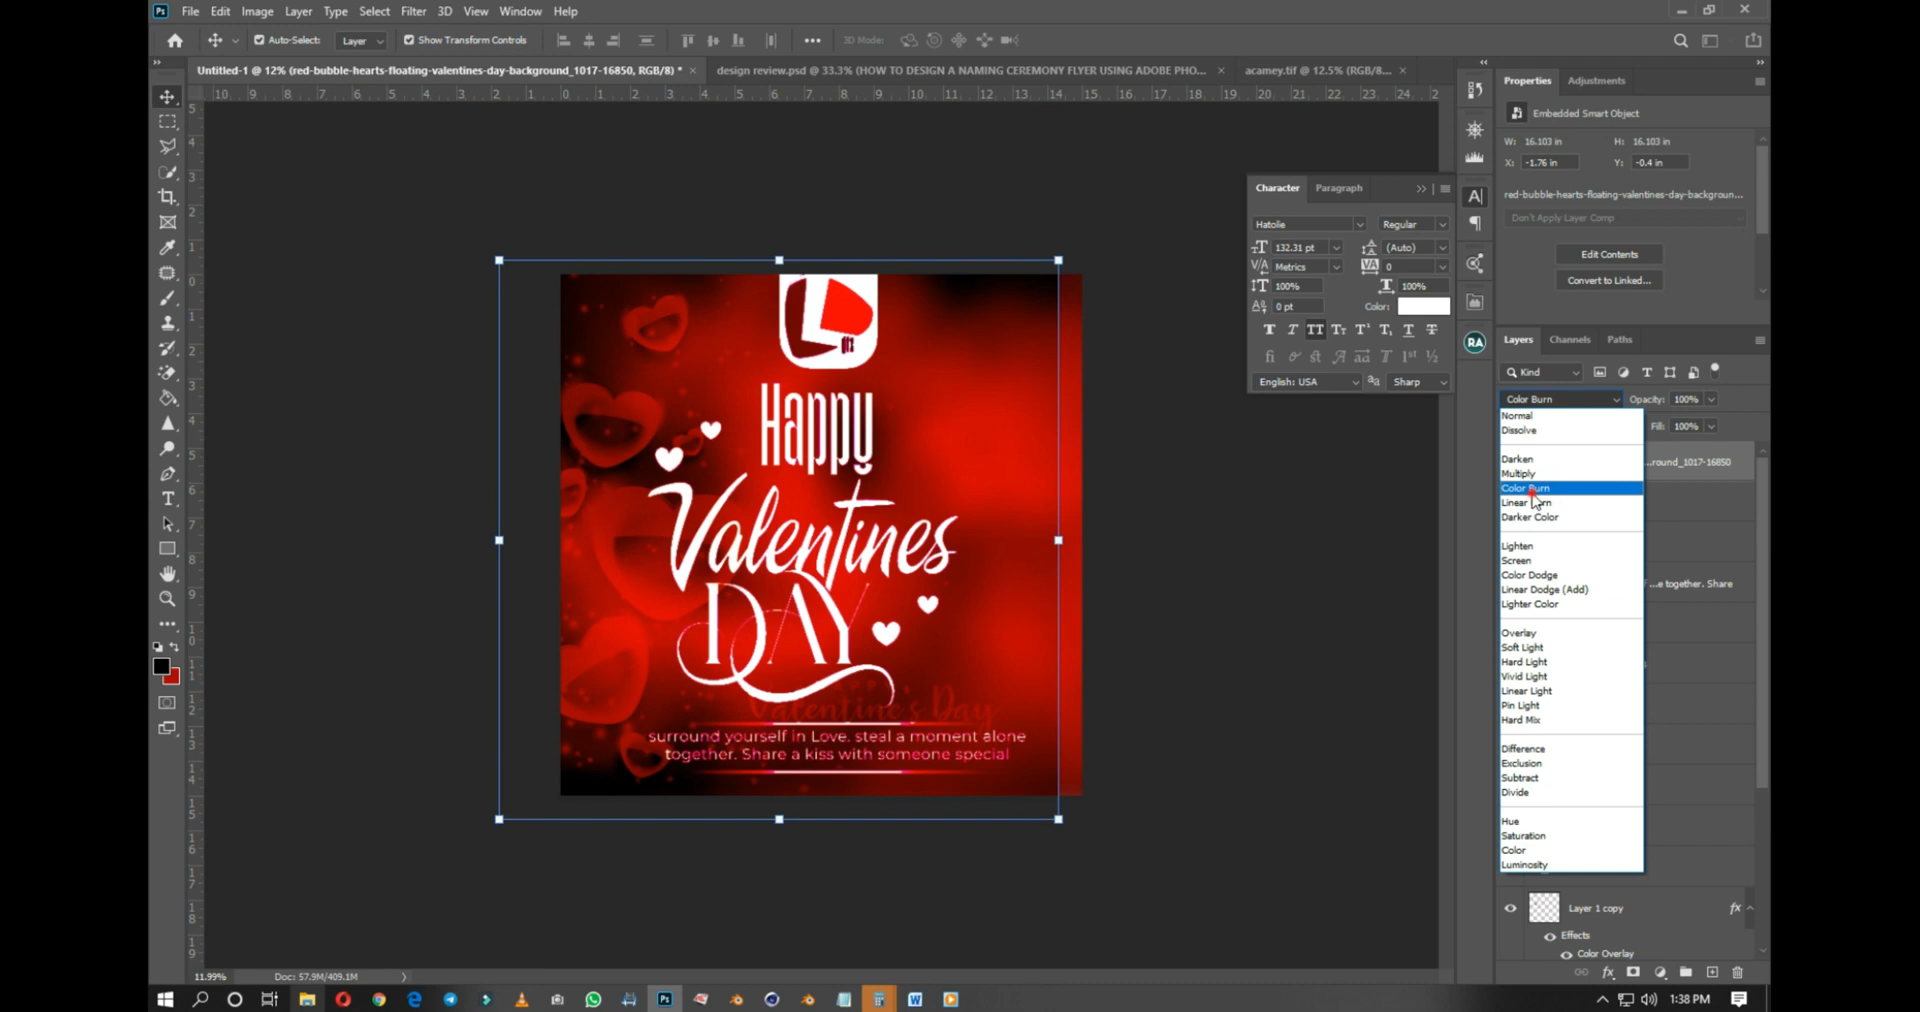 File Edit Image Layer Type Select Filter 3D View Window Help
Auto-Select: Layer Show Transform Controls 3D Mode:
Untitled-1 @ 12% (red-bubble-hearts-floating-valentines-day-background_1017-16850, RGB/8) * × design review.psd @ 33.3% (HOW TO DESIGN A NAMING CEREMONY FLYER USING ADOBE PHO... × acamey.tif @ 12.5% (RGB/8... ×
Properties Adjustments
Embedded Smart Object
W: 16.103 in H: 16.103 in
X: -1.76 in Y: -0.4 in
red-bubble-hearts-floating-valentines-day-backgroun...
Don't Apply Layer Comp
Edit Contents
Convert to Linked...
Character Paragraph
Hatolie Regular
132.31 pt (Auto)
Metrics 0
100% 100%
0 pt Color:
English: USA Sharp
Layers Channels Paths
Kind
Color Burn Opacity: 100%
Fill: 100%
...round_1017-16850
...e together. Share
Normal
Dissolve
Darken
Multiply
Color Burn
Linear Burn
Darker Color
Lighten
Screen
Color Dodge
Linear Dodge (Add)
Lighter Color
Overlay
Soft Light
Hard Light
Vivid Light
Linear Light
Pin Light
Hard Mix
Difference
Exclusion
Subtract
Divide
Hue
Saturation
Color
Luminosity
Layer 1 copy fx
Effects
Color Overlay
Happy
Valentines
DAY
Valentine's Day
surround yourself in Love. steal a moment alone
together. Share a kiss with someone special
11.99% Doc: 57.9M/409.1M
1:38 PM